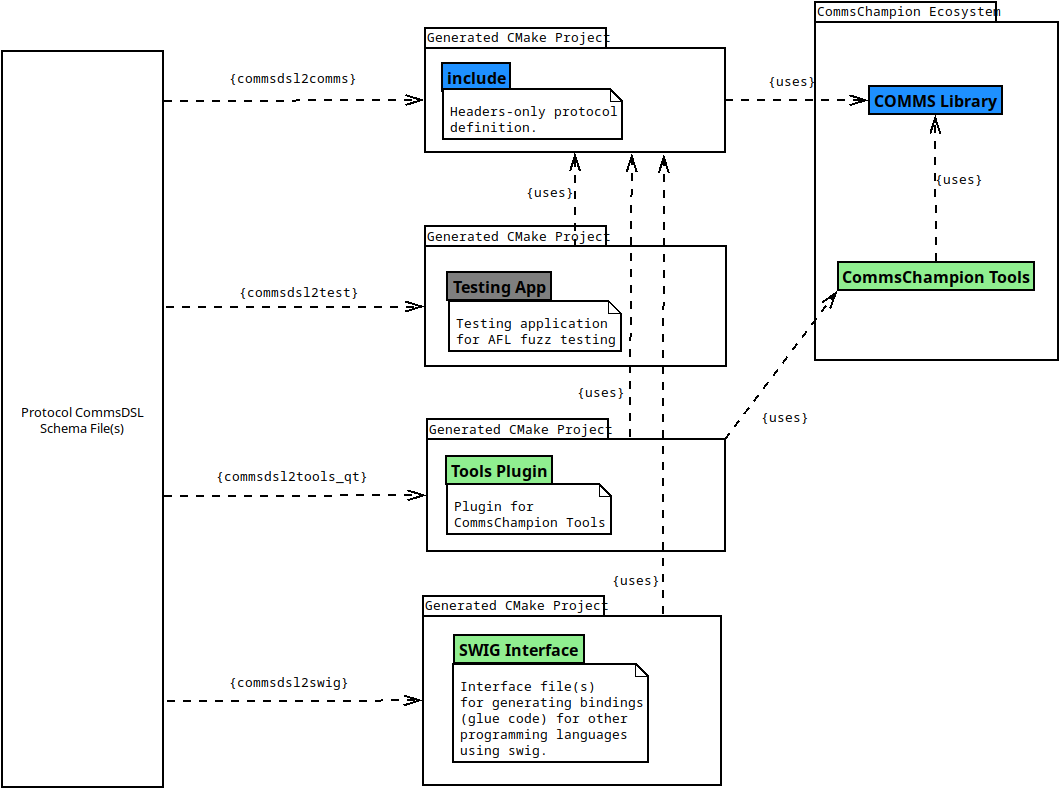 CommsChampion Ecosystem
Generated CMake Project
{commsdsl2comms}
include
Headers-only protocol
definition.
{uses}
COMMS Library
{uses}
{uses}
Generated CMake Project
{commsdsl2test}
Testing App
Testing application
for AFL fuzz testing
CommsChampion Tools
{uses}
{uses}
Protocol CommsDSL
Schema File(s)
Generated CMake Project
{commsdsl2tools_qt}
Tools Plugin
Plugin for
CommsChampion Tools
{uses}
Generated CMake Project
{commsdsl2swig}
SWIG Interface
Interface file(s)
for generating bindings
(glue code) for other
programming languages
using swig.